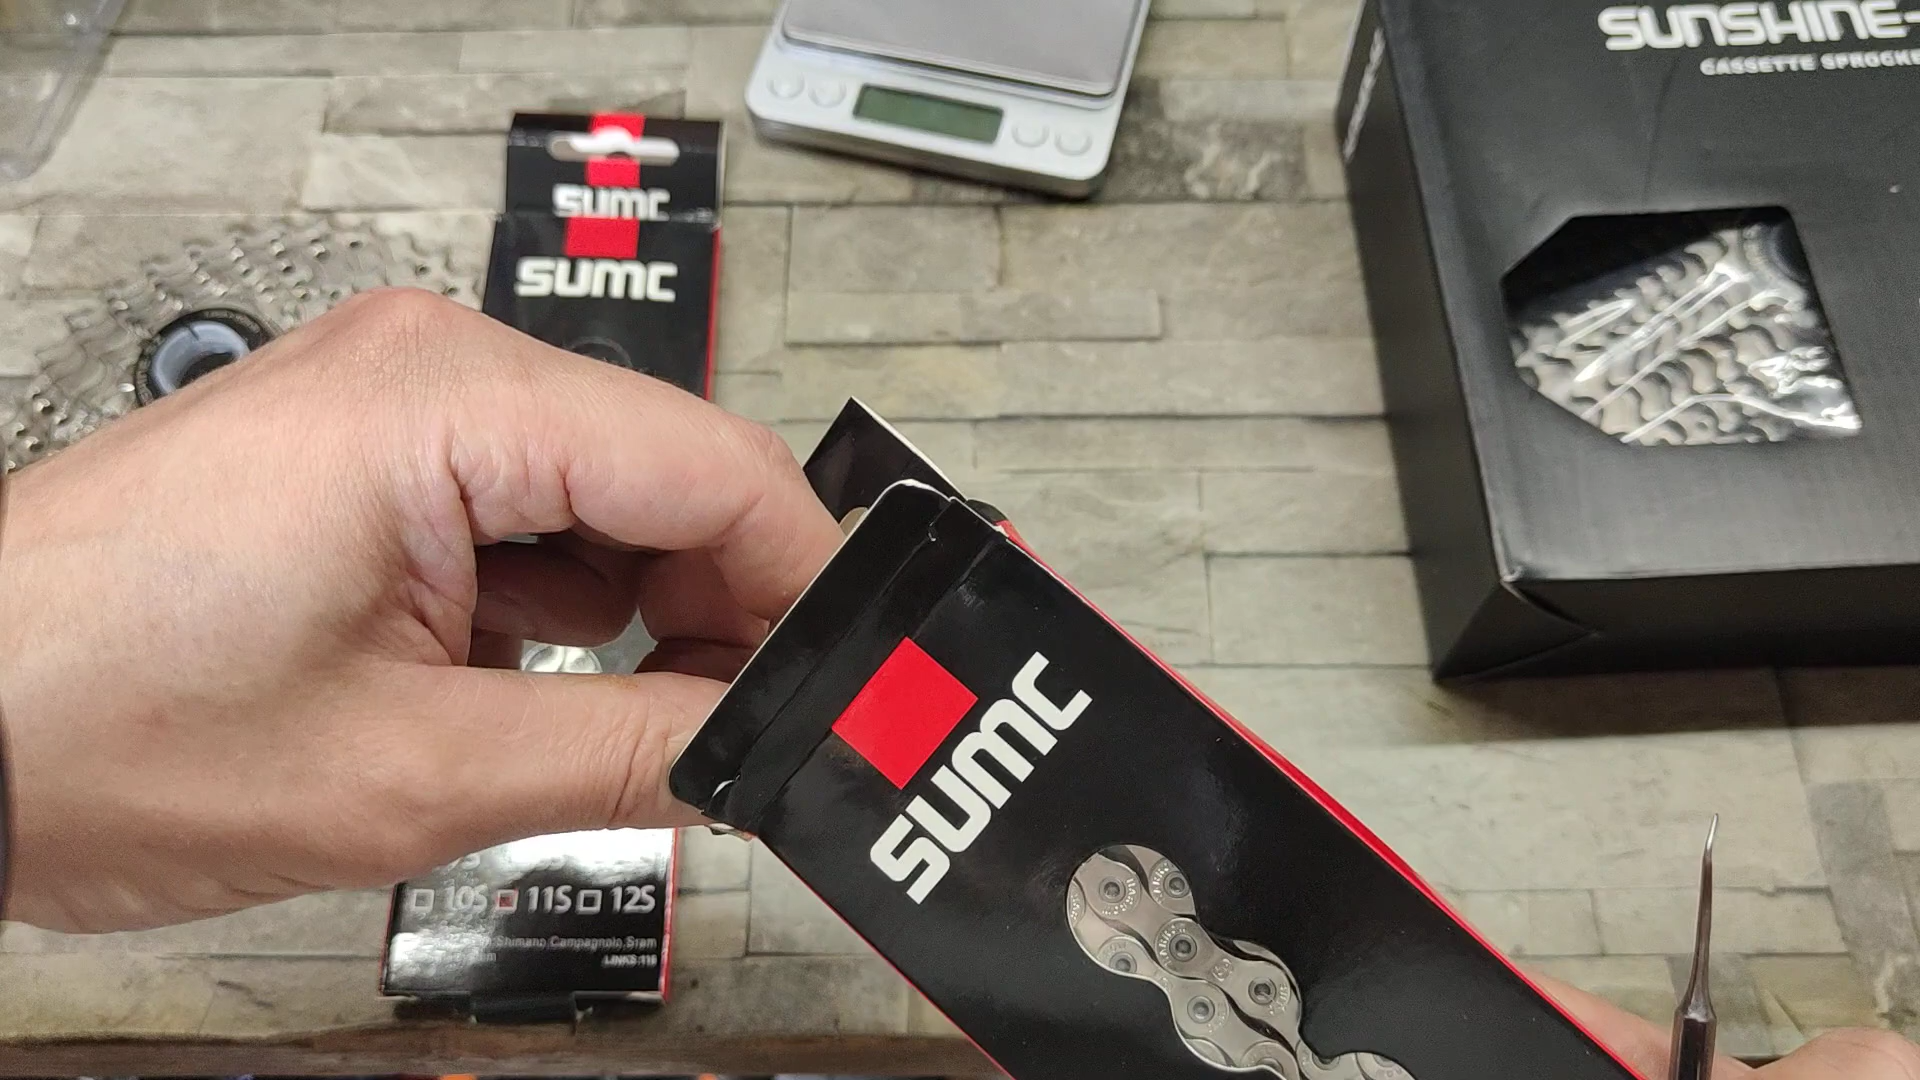 SUNSHINE-
CASSETTE SPROCKE
sumc
sumc
sumc
10S 11S 12S
Shimano,Campagnolo,Sram
LINKS:116